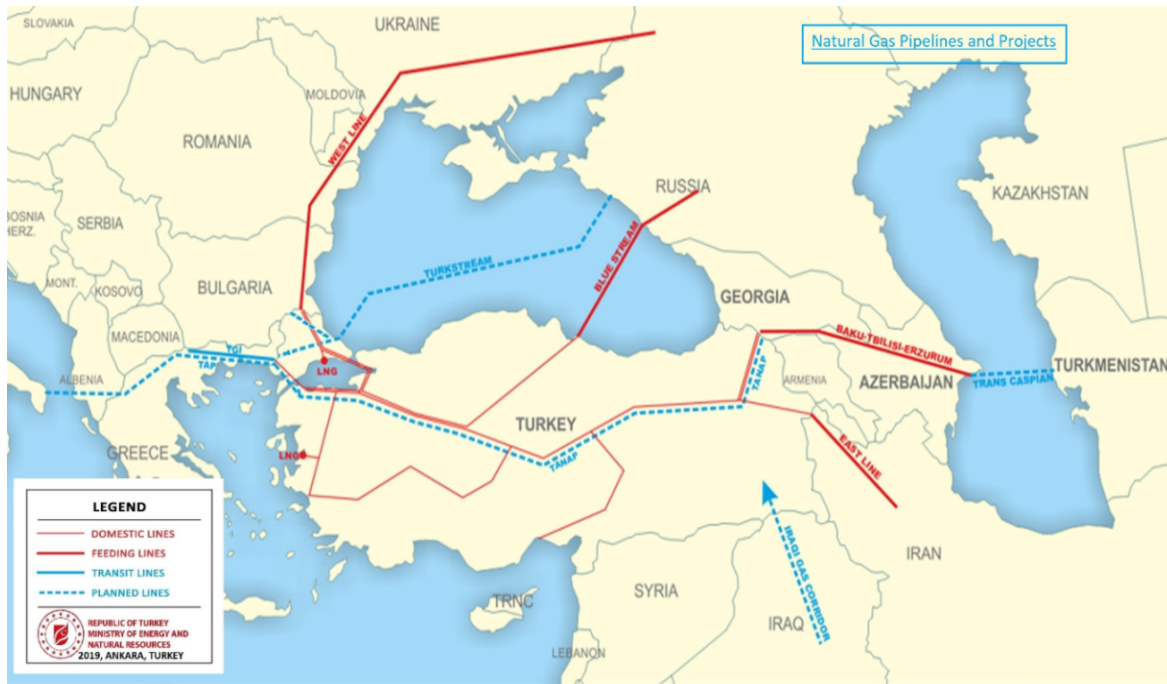 SLOVAKIA
UKRAINE
Natural Gas Pipelines and Projects
HUNGARY
MOLDOVIA
ROMANIA
WEST LINE
RUSSIA
KAZAKHSTAN
BOSNIA
HERZ.
SERBIA
MONT.
KOSOVO
BULGARIA
TURKSTREAM
BLUE STREAM
GEORGIA
MACEDONIA
TGI
TAP
ALBENIA
LNG
BAKU-TBILISI-ERZURUM
TURKMENISTAN
TANAP
ARMENIA
AZERBAIJAN
TRANS CASPIAN
GREECE
TURKEY
LNG
TANAP
EAST LINE
LEGEND
DOMESTIC LINES
FEEDING LINES
TRANSIT LINES
PLANNED LINES
REPUBLIC OF TURKEY
MINISTRY OF ENERGY AND
NATURAL RESOURCES
2019, ANKARA, TURKEY
IRAQI GAS CORRIDOR
IRAN
SYRIA
TRNC
IRAQ
LEBANON